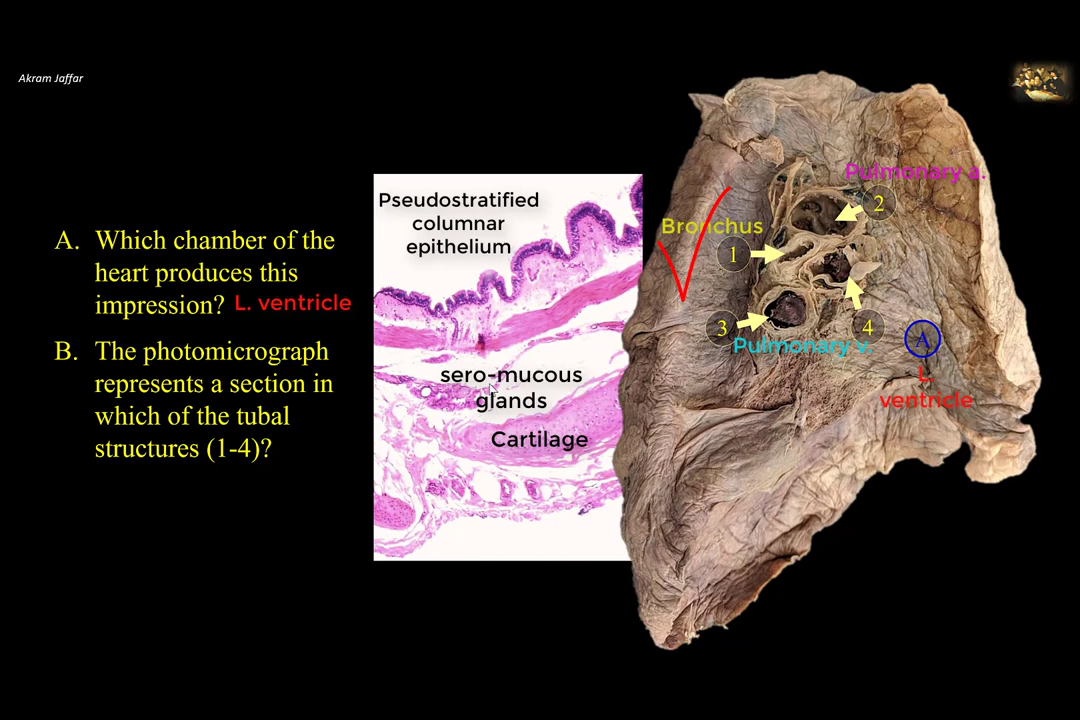 Akram Jaffar
A. Which chamber of the
heart produces this
impression? L. ventricle
B. The photomicrograph
represents a section in
which of the tubal
structures (1-4)?
Pseudostratified
columnar
epithelium
sero-mucous
glands
Cartilage
Pulmonary a.
2
Bronchus
1
3
4
Pulmonary v.
A
L.
ventricle